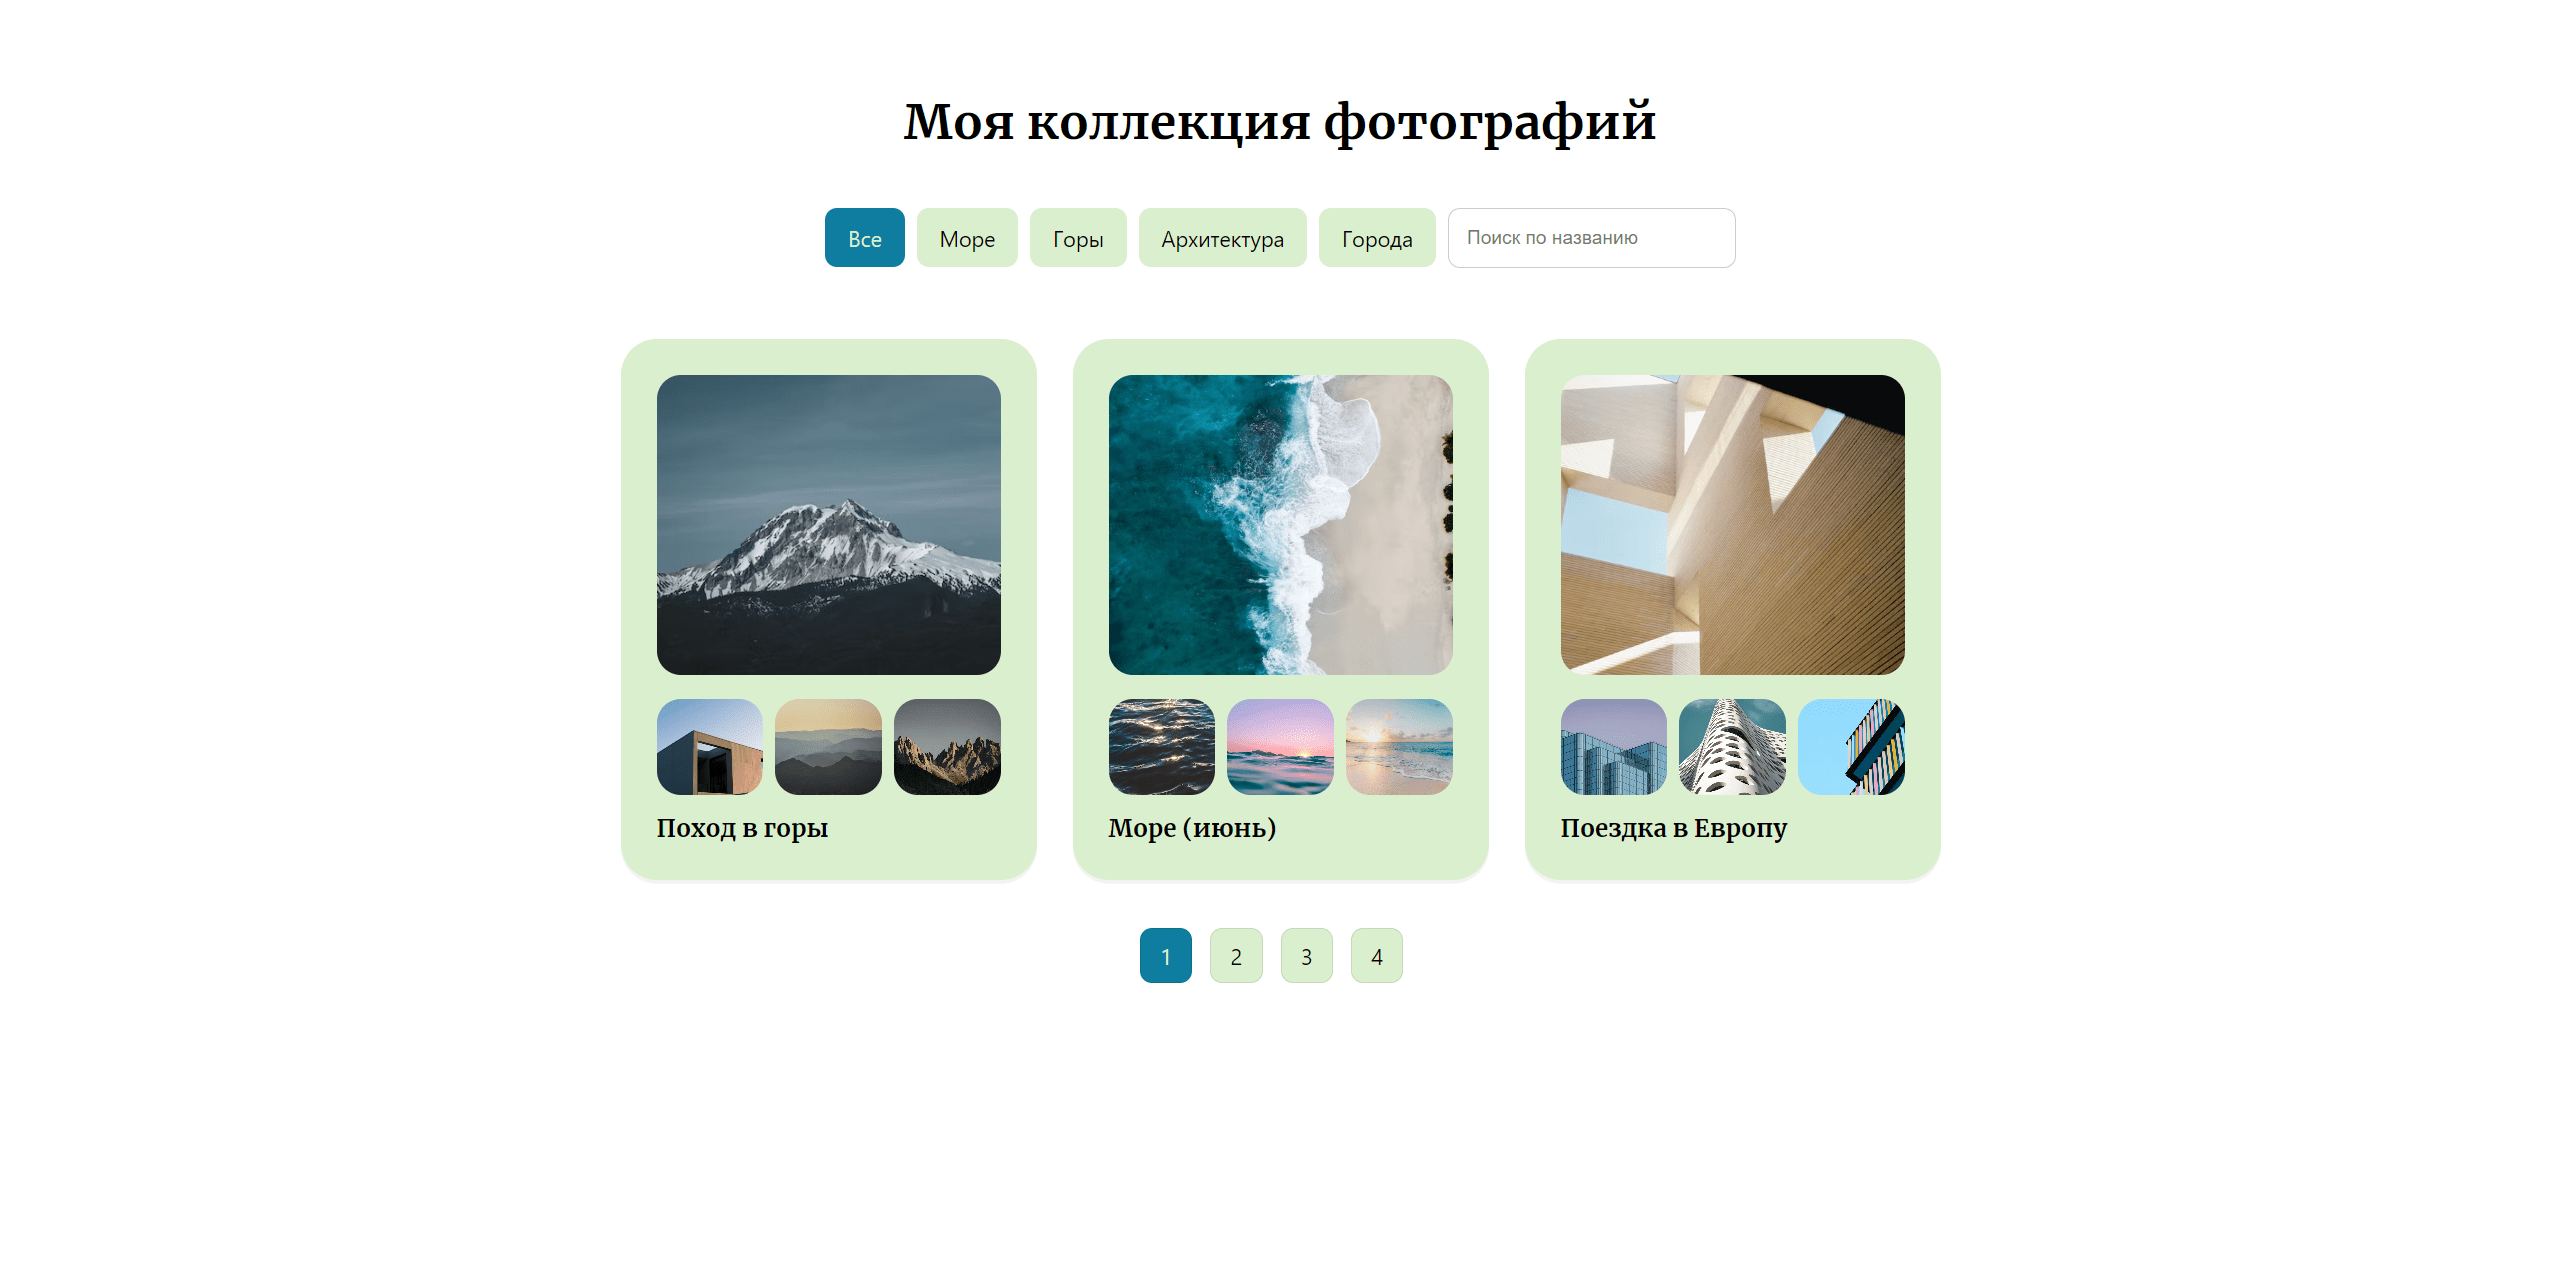 Моя коллекция фотографий
Все Море Горы Архитектура Города Поиск по названию
Поход в горы
Море (июнь)
Поездка в Европу
1 2 3 4